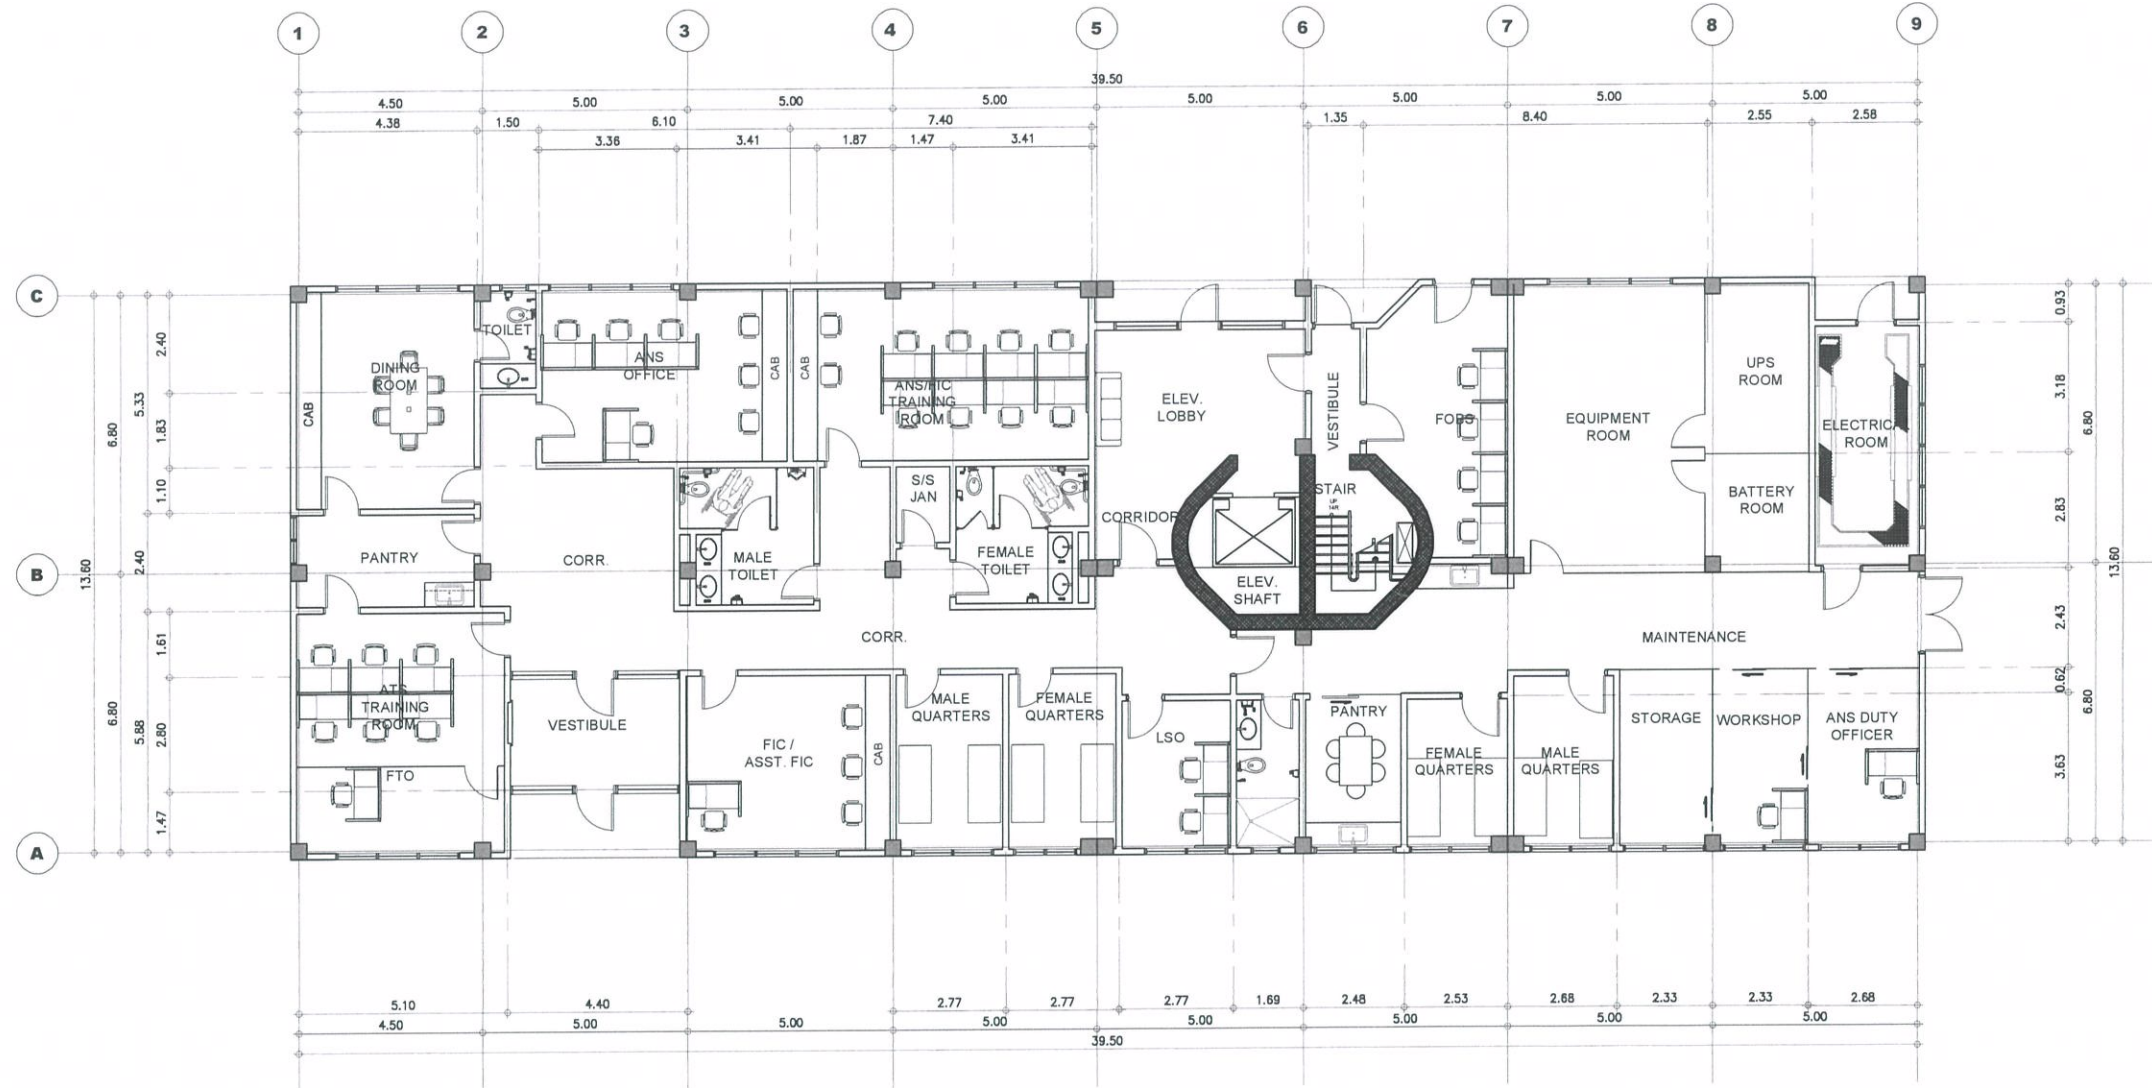 1 2 3 4 5 6 7 8 9
39.50
4.50 5.00 5.00 5.00 5.00 5.00 5.00 5.00
4.38 1.50 6.10 7.40 1.35 8.40 2.55 2.58
3.36 3.41 1.87 1.47 3.41
C
B
A
13.60
6.80
6.80
5.33
2.40
5.88
2.40
1.83
1.10
1.61
2.80
1.47
0.93
3.18
2.83
2.43
0.62
3.63
6.80
6.80
13.60
CAB
DINING
ROOM
TOILET
ANS
OFFICE
CAB
CAB
ANS/FIC
TRAINING
ROOM
ELEV.
LOBBY
VESTIBULE
FOBS
EQUIPMENT
ROOM
UPS
ROOM
ELECTRICAL
ROOM
BATTERY
ROOM
PANTRY
CORR.
MALE
TOILET
S/S
JAN
FEMALE
TOILET
CORRIDOR
STAIR
UP
ELEV.
SHAFT
CORR.
MAINTENANCE
ATS
TRAINING
ROOM
FTO
VESTIBULE
FIC /
ASST. FIC
CAB
MALE
QUARTERS
FEMALE
QUARTERS
LSO
PANTRY
FEMALE
QUARTERS
MALE
QUARTERS
STORAGE
WORKSHOP
ANS DUTY
OFFICER
5.10 4.40 2.77 2.77 2.77 1.69 2.48 2.53 2.68 2.33 2.33 2.68
4.50 5.00 5.00 5.00 5.00 5.00 5.00 5.00
39.50